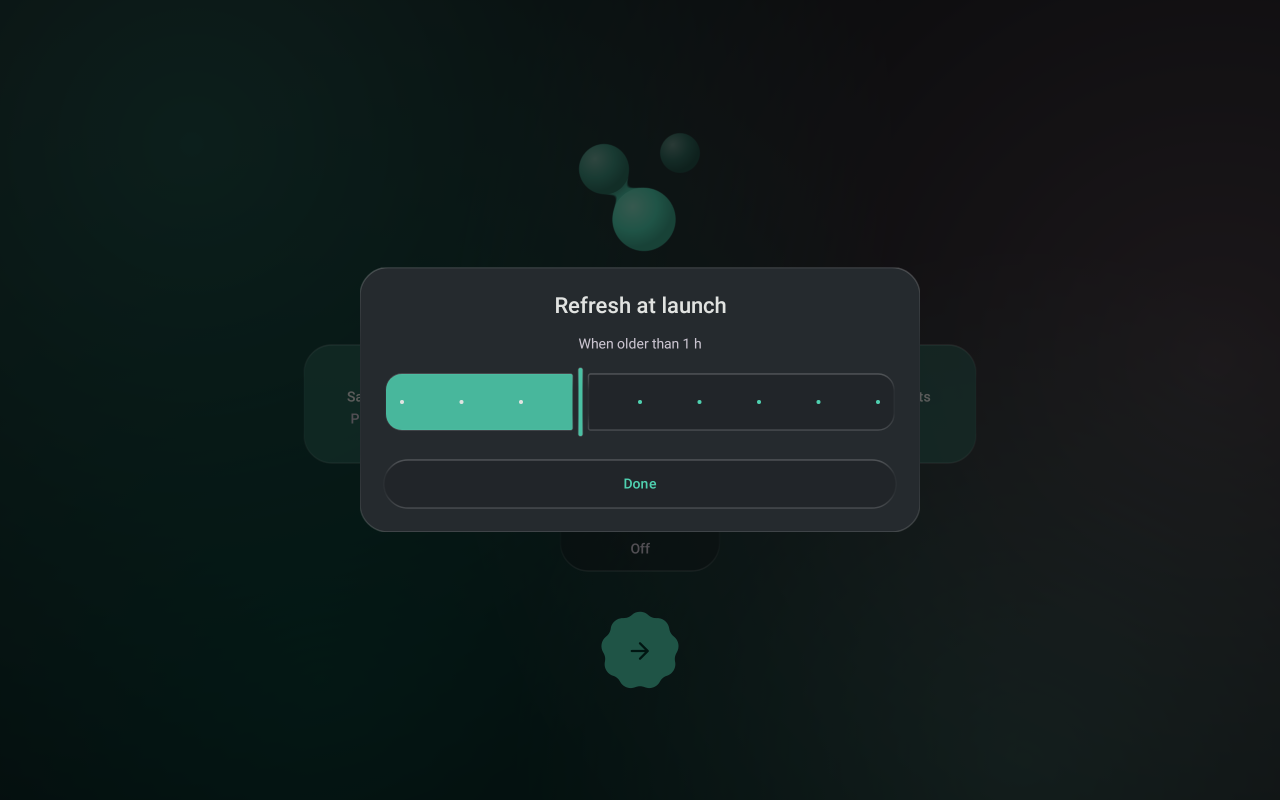 Refresh at launch
When older than 1 h
Done
Off